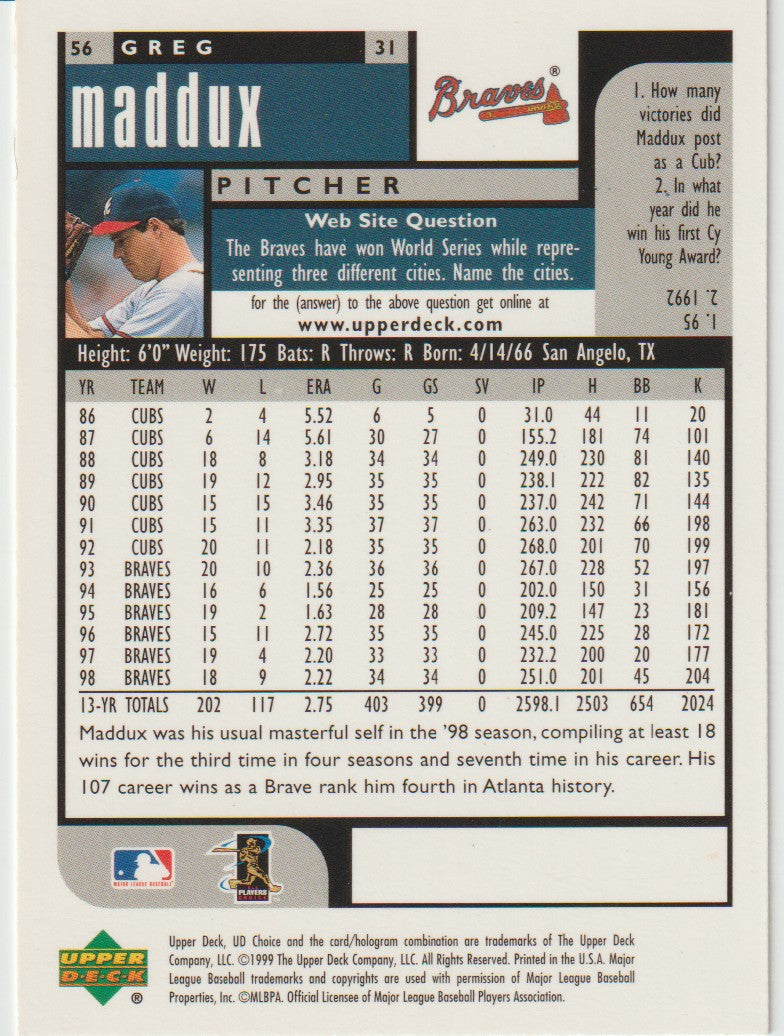 56 GREG 31
maddux
Braves®
PITCHER
Web Site Question
The Braves have won World Series while repre-
senting three different cities. Name the cities.
for the (answer) to the above question get online at
www.upperdeck.com
1. How many
victories did
Maddux post
as a Cub?
2. In what
year did he
win his first Cy
Young Award?
1. 95
2. 1992
Height: 6'0" Weight: 175 Bats: R Throws: R Born: 4/14/66 San Angelo, TX
YR TEAM W L ERA G GS SV IP H BB K
86 CUBS 2 4 5.52 6 5 0 31.0 44 11 20
87 CUBS 6 14 5.61 30 27 0 155.2 181 74 101
88 CUBS 18 8 3.18 34 34 0 249.0 230 81 140
89 CUBS 19 12 2.95 35 35 0 238.1 222 82 135
90 CUBS 15 15 3.46 35 35 0 237.0 242 71 144
91 CUBS 15 11 3.35 37 37 0 263.0 232 66 198
92 CUBS 20 11 2.18 35 35 0 268.0 201 70 199
93 BRAVES 20 10 2.36 36 36 0 267.0 228 52 197
94 BRAVES 16 6 1.56 25 25 0 202.0 150 31 156
95 BRAVES 19 2 1.63 28 28 0 209.2 147 23 181
96 BRAVES 15 11 2.72 35 35 0 245.0 225 28 172
97 BRAVES 19 4 2.20 33 33 0 232.2 200 20 177
98 BRAVES 18 9 2.22 34 34 0 251.0 201 45 204
13-YR TOTALS 202 117 2.75 403 399 0 2598.1 2503 654 2024
Maddux was his usual masterful self in the '98 season, compiling at least 18
wins for the third time in four seasons and seventh time in his career. His
107 career wins as a Brave rank him fourth in Atlanta history.
MAJOR LEAGUE BASEBALL
PLAYERS
CHOICE
UPPER
DECK
®
Upper Deck, UD Choice and the card/hologram combination are trademarks of The Upper Deck
Company, LLC. ©1999 The Upper Deck Company, LLC. All Rights Reserved. Printed in the U.S.A. Major
League Baseball trademarks and copyrights are used with permission of Major League Baseball
Properties, Inc. ©MLBPA. Official Licensee of Major League Baseball Players Association.